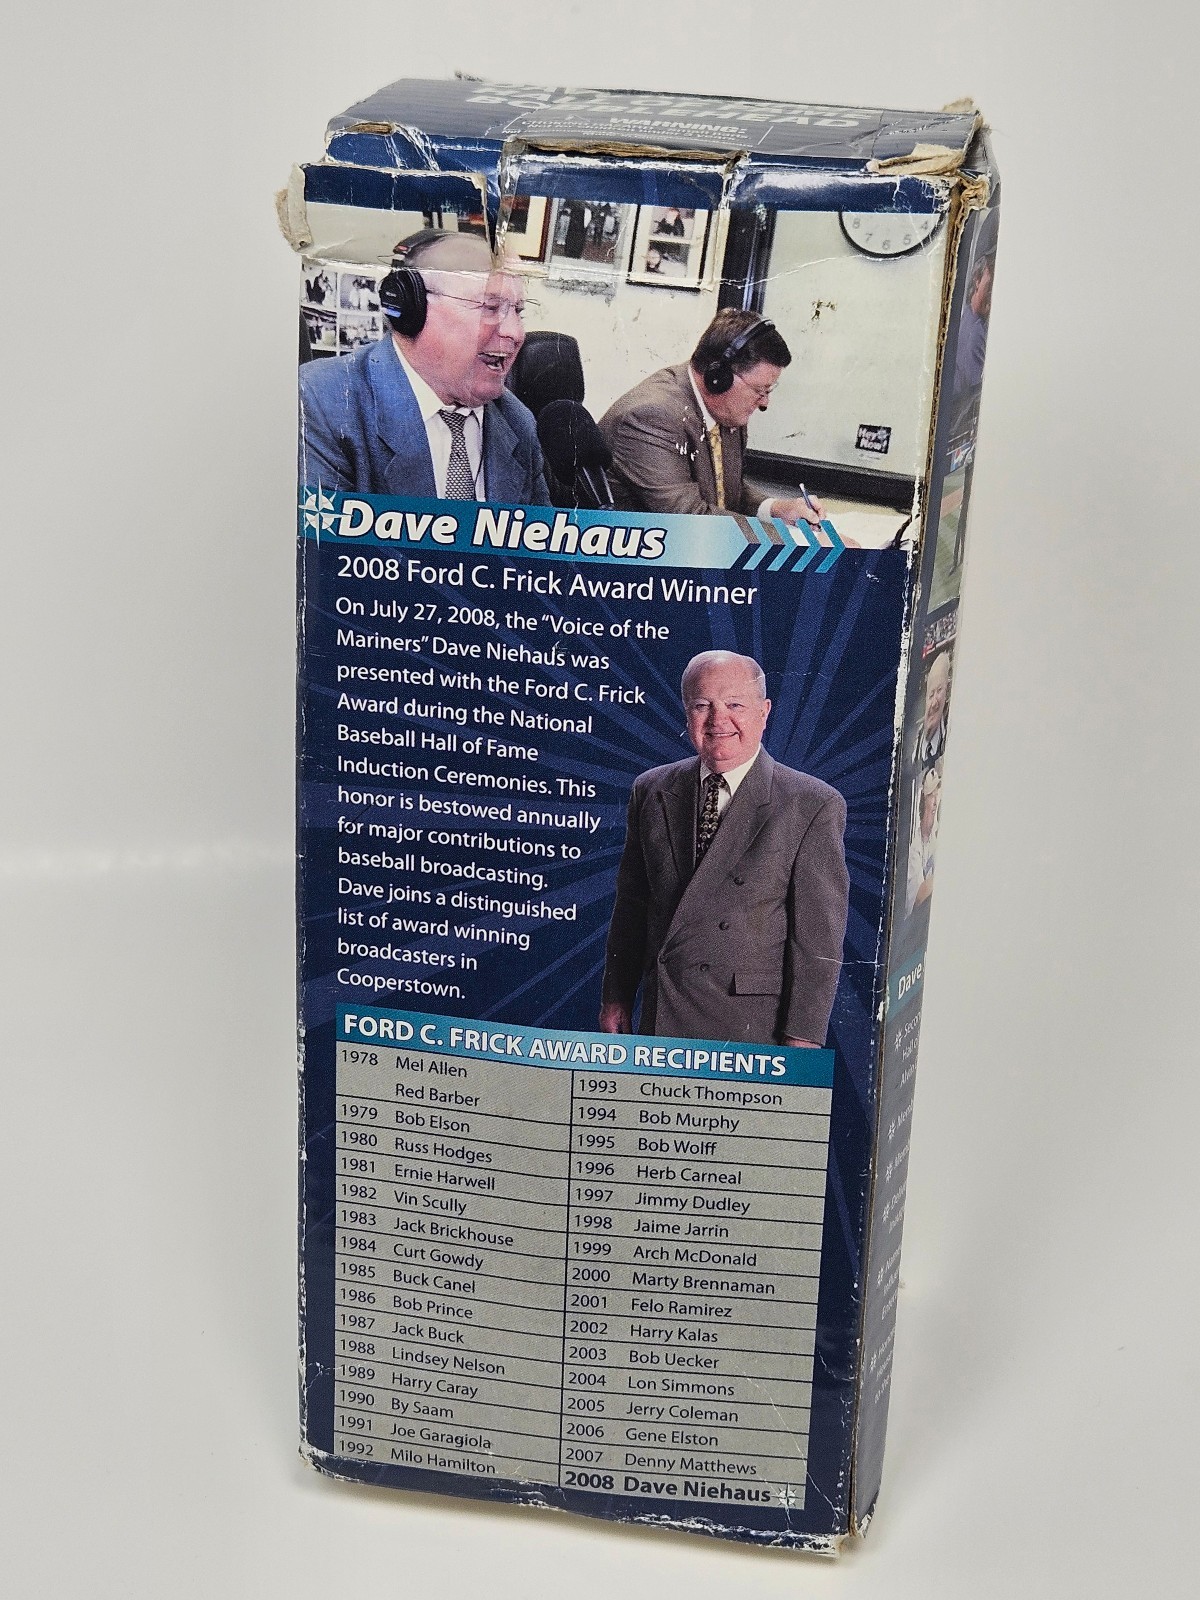 BOBBLEHEAD
WARNING:
8 7 6 5 4
Hey
Now!
Dave Niehaus
2008 Ford C. Frick Award Winner
On July 27, 2008, the “Voice of the
Mariners” Dave Niehaus was
presented with the Ford C. Frick
Award during the National
Baseball Hall of Fame
Induction Ceremonies. This
honor is bestowed annually
for major contributions to
baseball broadcasting.
Dave joins a distinguished
list of award winning
broadcasters in
Cooperstown.
FORD C. FRICK AWARD RECIPIENTS
1978 Mel Allen
Red Barber
1979 Bob Elson
1980 Russ Hodges
1981 Ernie Harwell
1982 Vin Scully
1983 Jack Brickhouse
1984 Curt Gowdy
1985 Buck Canel
1986 Bob Prince
1987 Jack Buck
1988 Lindsey Nelson
1989 Harry Caray
1990 By Saam
1991 Joe Garagiola
1992 Milo Hamilton
1993 Chuck Thompson
1994 Bob Murphy
1995 Bob Wolff
1996 Herb Carneal
1997 Jimmy Dudley
1998 Jaime Jarrin
1999 Arch McDonald
2000 Marty Brennaman
2001 Felo Ramirez
2002 Harry Kalas
2003 Bob Uecker
2004 Lon Simmons
2005 Jerry Coleman
2006 Gene Elston
2007 Denny Matthews
2008 Dave Niehaus
Dave